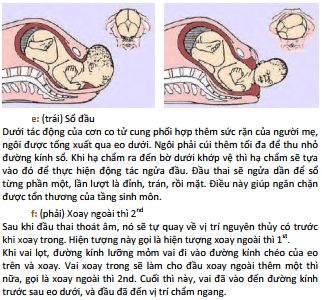 e: (trái) Sổ đầu
Dưới tác động của cơn co tử cung phối hợp thêm sức rặn của người mẹ,
ngôi được tống xuất qua eo dưới. Ngôi phải cúi thêm tối đa để thu nhỏ
đường kính sổ. Khi hạ chẩm ra đến bờ dưới khớp vệ thì hạ chẩm sẽ tựa
vào đó để thực hiện động tác ngửa đầu. Đầu thai sẽ ngửa dần để sổ
từng phần một, lần lượt là đỉnh, trán, rồi mặt. Điều này giúp ngăn chặn
được tổn thương của tầng sinh môn.
f: (phải) Xoay ngoài thì 2nd
Sau khi đầu thai thoát âm, nó sẽ tự quay về vị trí nguyên thủy có trước
khi xoay trong. Hiện tượng này gọi là hiện tượng xoay ngoài thì 1st.
Khi vai lọt, đường kính lưỡng mỏm vai đi vào đường kính chéo của eo
trên và xoay. Vai xoay trong sẽ làm cho đầu xoay ngoài thêm một thì
nữa, gọi là xoay ngoài thì 2nd. Cuối thì này, vai đã vào đến đường kính
trước sau eo dưới, và đầu đã đến vị trí chẩm ngang.